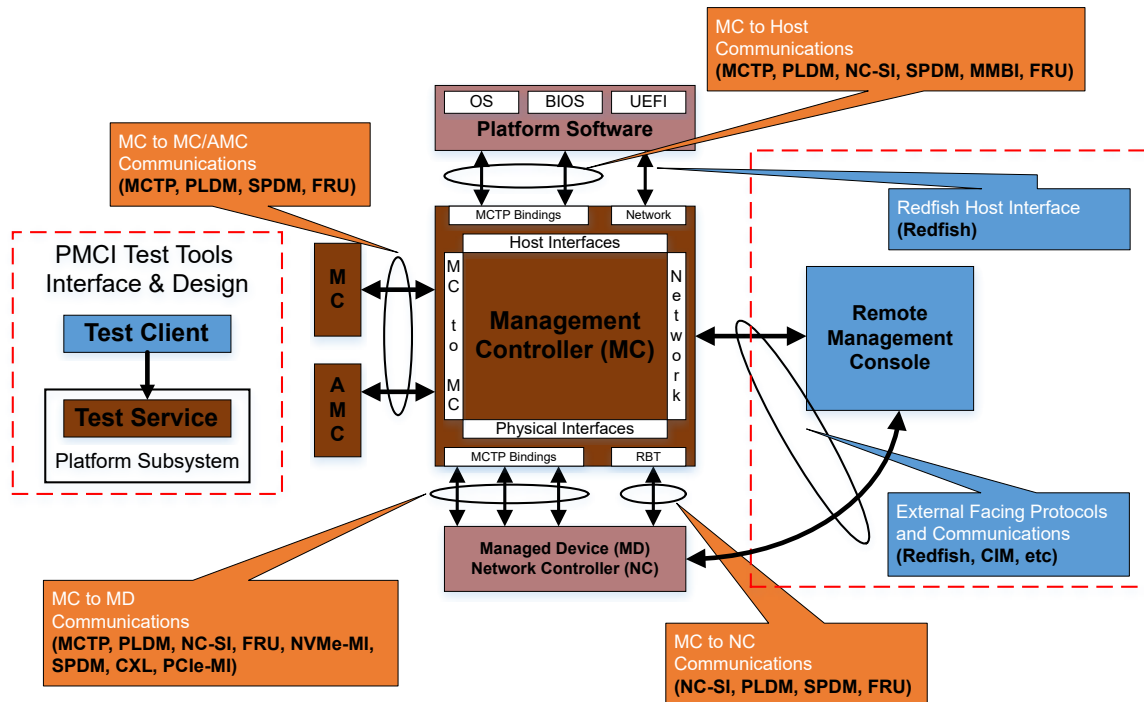 MC to Host
Communications
(MCTP, PLDM, NC-SI, SPDM, MMBI, FRU)
OS
BIOS
UEFI
Platform Software
MC to MC/AMC
Communications
(MCTP, PLDM, SPDM, FRU)
Redfish Host Interface
(Redfish)
MCTP Bindings
Network
Host Interfaces
PMCI Test Tools
Interface & Design
Test Client
Test Service
Platform Subsystem
MC
AMC
MC to MC
Management
Controller (MC)
Network
Remote
Management
Console
Physical Interfaces
MCTP Bindings
RBT
Managed Device (MD)
Network Controller (NC)
External Facing Protocols
and Communications
(Redfish, CIM, etc)
MC to MD
Communications
(MCTP, PLDM, NC-SI, FRU, NVMe-MI,
SPDM, CXL, PCIe-MI)
MC to NC
Communications
(NC-SI, PLDM, SPDM, FRU)